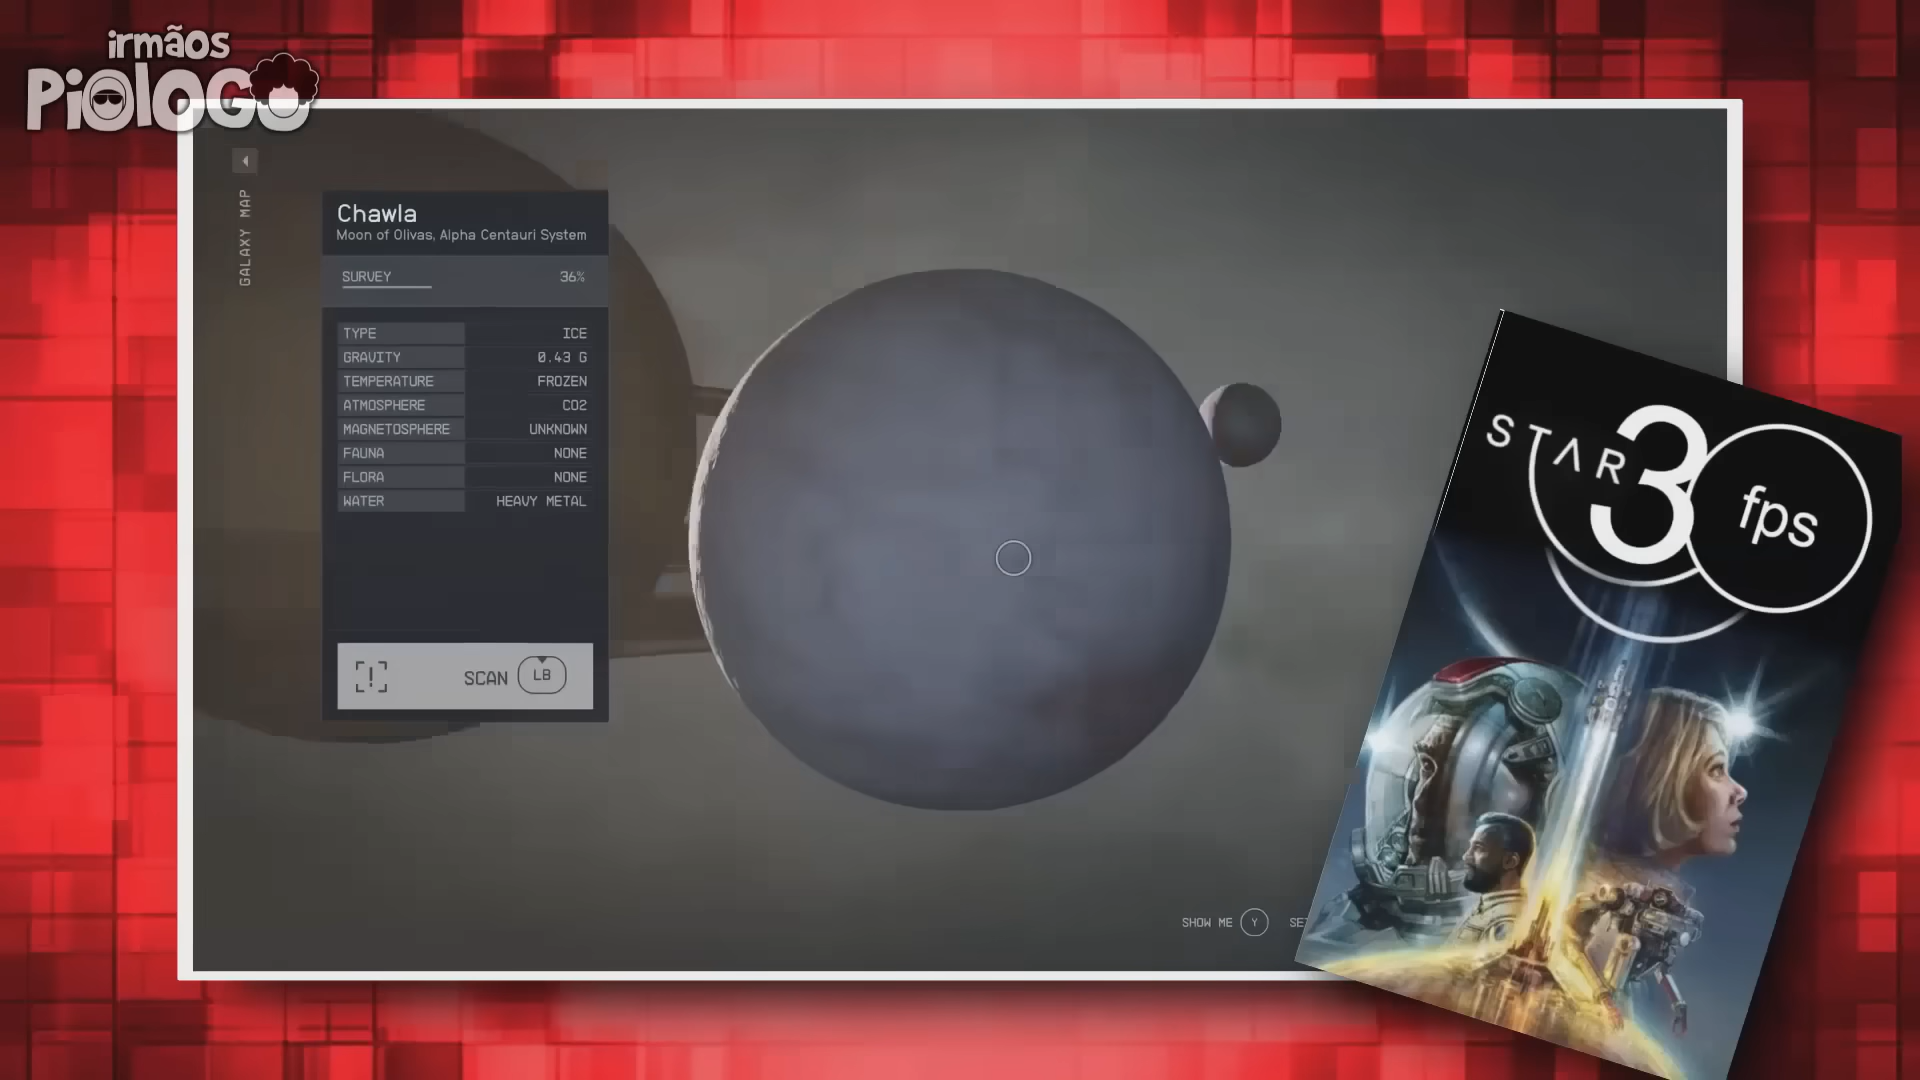 irmãos
PiOLOGO
GALAXY MAP
Chawla
Moon of Olivas, Alpha Centauri System
SURVEY 36%
TYPE ICE
GRAVITY 0.43 G
TEMPERATURE FROZEN
ATMOSPHERE CO2
MAGNETOSPHERE UNKNOWN
FAUNA NONE
FLORA NONE
WATER HEAVY METAL
SCAN LB
SHOW ME Y
STAR 30 fps